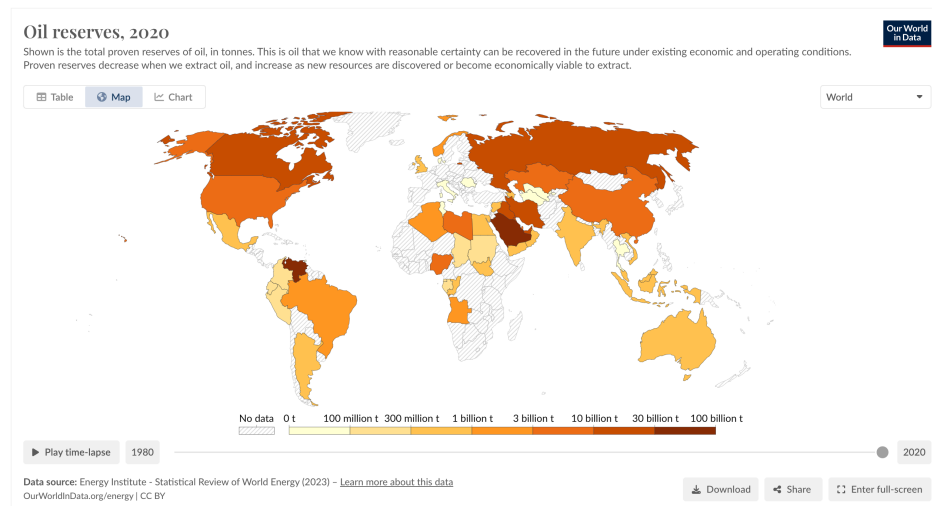 Oil reserves, 2020
Our World
in Data
Shown is the total proven reserves of oil, in tonnes. This is oil that we know with reasonable certainty can be recovered in the future under existing economic and operating conditions.
Proven reserves decrease when we extract oil, and increase as new resources are discovered or become economically viable to extract.
Table Map Chart World
No data 0 t 100 million t 300 million t 1 billion t 3 billion t 10 billion t 30 billion t 100 billion t
Play time-lapse 1980 2020
Data source: Energy Institute - Statistical Review of World Energy (2023) – Learn more about this data
OurWorldInData.org/energy | CC BY
Download Share Enter full-screen